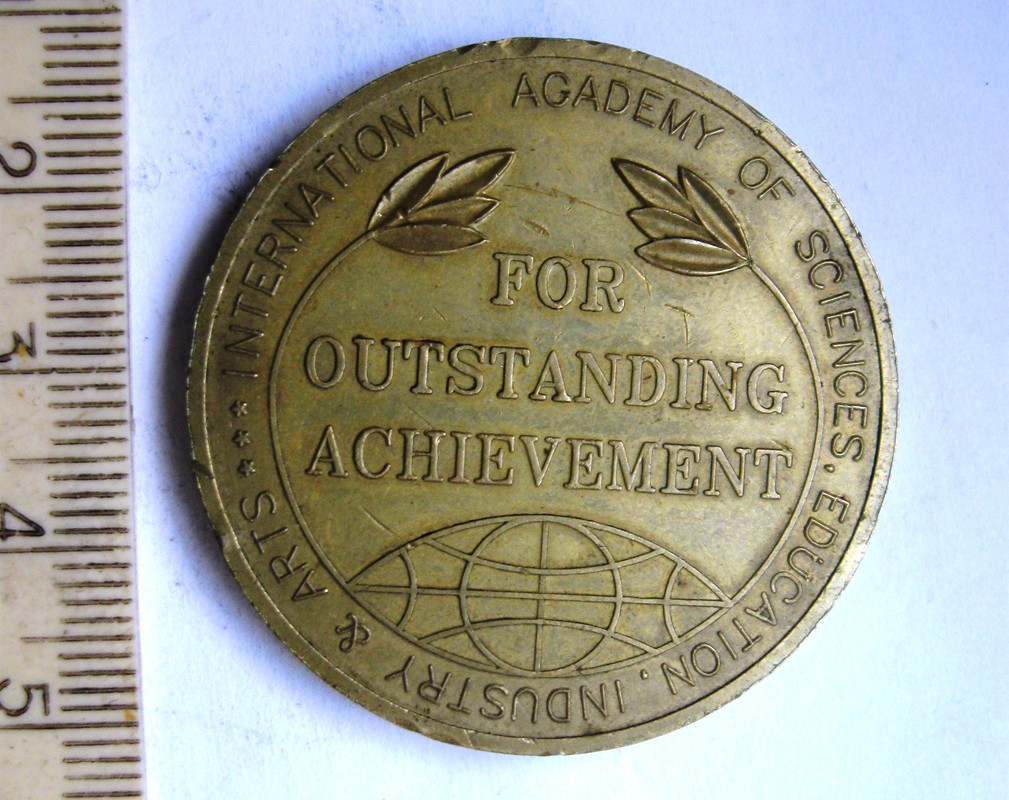 INTERNATIONAL ACADEMY OF SCIENCES, EDUCATION, INDUSTRY & ARTS ***
FOR
OUTSTANDING
ACHIEVEMENT
2
3
4
5